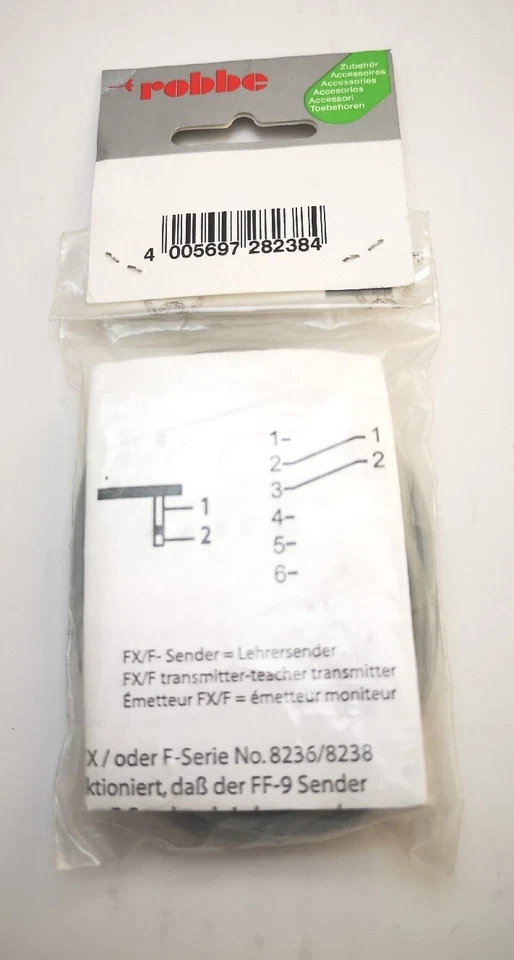 robbe
Zubehör
Accessoires
Accessories
Accesorios
Accessori
Toebehoren
4 005697 282384
1
2
3
4
5
6
1
2
1
2
FX/F- Sender = Lehrersender
FX/F transmitter-teacher transmitter
Émetteur FX/F = émetteur moniteur
X / oder F-Serie No. 8236/8238
ktioniert, daß der FF-9 Sender